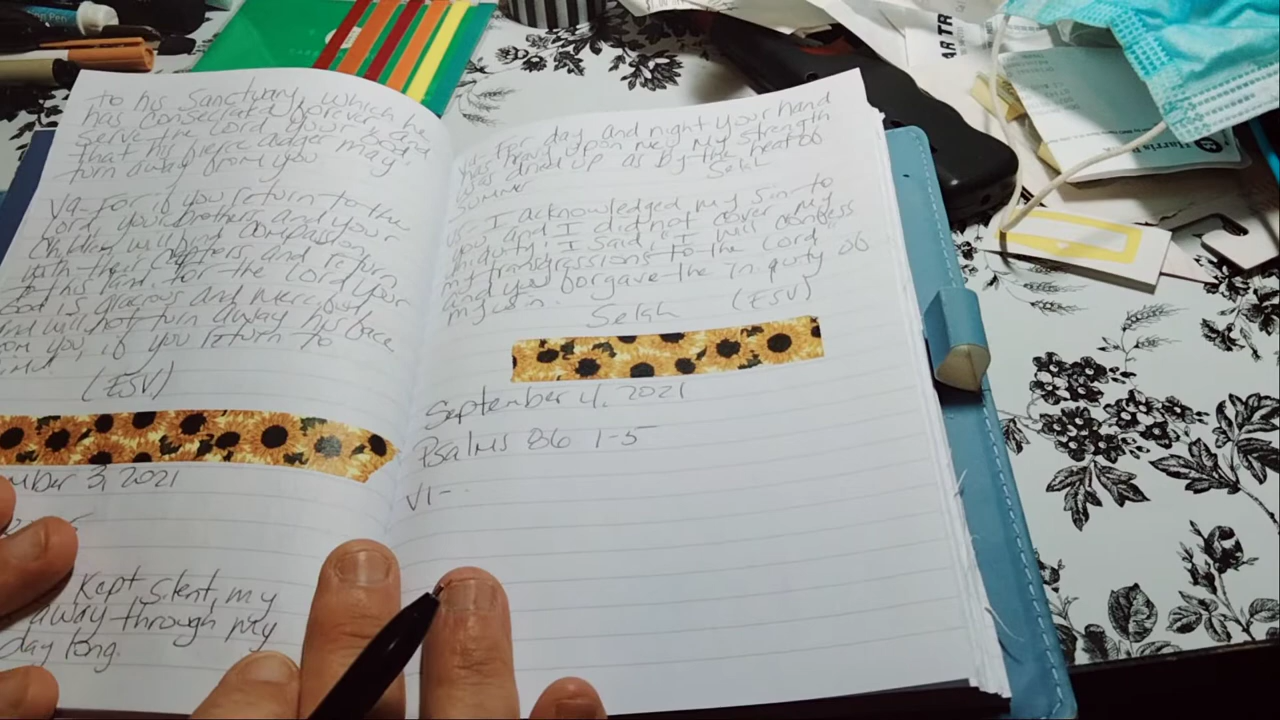 to his Sanctuary, which he
has consecrated forever and
serve the Lord your God,
that his fierce anger may
turn away from you
V9- For if you return to the
Lord, your brothers and your
Children will find compassion
with their captors, and return
to this land. For the Lord your
God is gracious and merciful
and will not turn away his face
from you, if you return to
(ESV)
mber 3, 2021
Kept silent, my
away through my
day long.
For day and night your hand
was heavy upon me; My strength
was dried up as by the heat of
Summer Selah
V5- I acknowledged my sin to
you, and I did not cover my
iniquity; I said, "I will confess
my transgressions to the Lord,"
and you forgave the iniquity of
my sin.
Selah (ESV)
September 4, 2021
Psalms 86 1-5
V1-